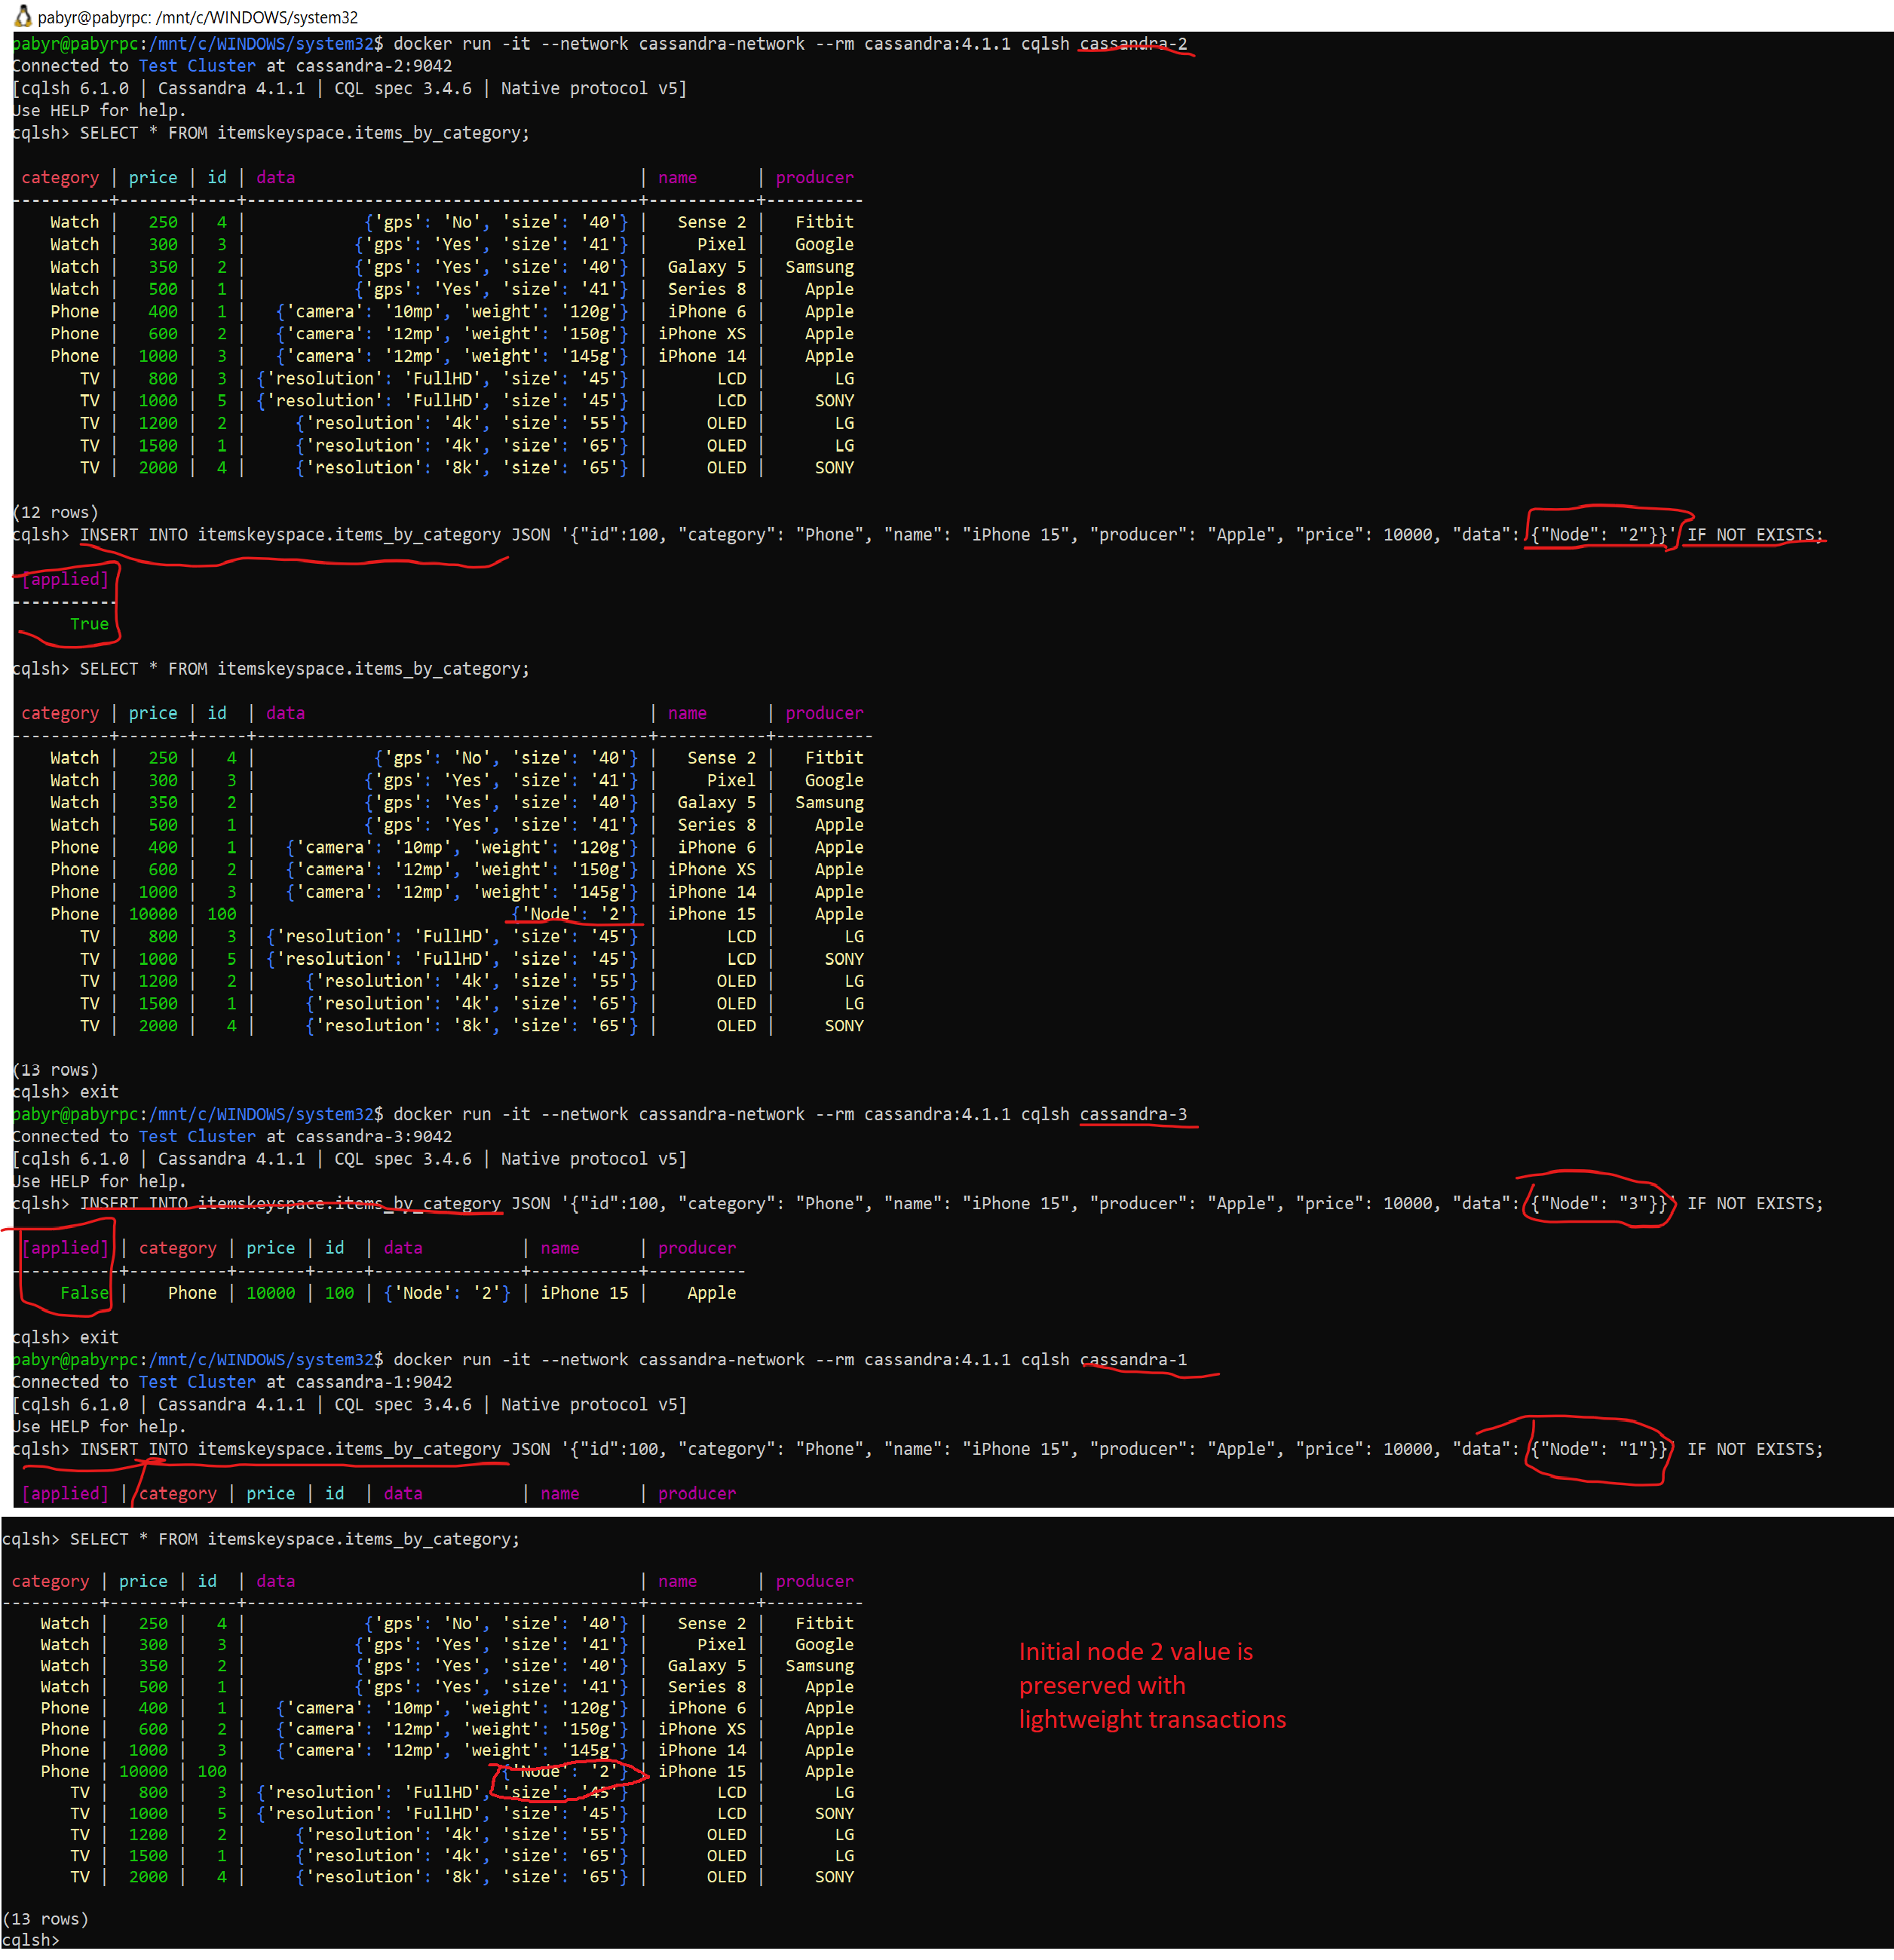 pabyr@pabyrpc: /mnt/c/WINDOWS/system32
pabyr@pabyrpc:/mnt/c/WINDOWS/system32$ docker run -it --network cassandra-network --rm cassandra:4.1.1 cqlsh cassandra-2
Connected to Test Cluster at cassandra-2:9042
[cqlsh 6.1.0 | Cassandra 4.1.1 | CQL spec 3.4.6 | Native protocol v5]
Use HELP for help.
cqlsh> SELECT * FROM itemskeyspace.items_by_category;
category | price | id | data | name | producer
----------+-------+----+----------------------------------------+-----------+----------
Watch | 250 | 4 | {'gps': 'No', 'size': '40'} | Sense 2 | Fitbit
Watch | 300 | 3 | {'gps': 'Yes', 'size': '41'} | Pixel | Google
Watch | 350 | 2 | {'gps': 'Yes', 'size': '40'} | Galaxy 5 | Samsung
Watch | 500 | 1 | {'gps': 'Yes', 'size': '41'} | Series 8 | Apple
Phone | 400 | 1 | {'camera': '10mp', 'weight': '120g'} | iPhone 6 | Apple
Phone | 600 | 2 | {'camera': '12mp', 'weight': '150g'} | iPhone XS | Apple
Phone | 1000 | 3 | {'camera': '12mp', 'weight': '145g'} | iPhone 14 | Apple
TV | 800 | 3 | {'resolution': 'FullHD', 'size': '45'} | LCD | LG
TV | 1000 | 5 | {'resolution': 'FullHD', 'size': '45'} | LCD | SONY
TV | 1200 | 2 | {'resolution': '4k', 'size': '55'} | OLED | LG
TV | 1500 | 1 | {'resolution': '4k', 'size': '65'} | OLED | LG
TV | 2000 | 4 | {'resolution': '8k', 'size': '65'} | OLED | SONY
(12 rows)
cqlsh> INSERT INTO itemskeyspace.items_by_category JSON '{"id":100, "category": "Phone", "name": "iPhone 15", "producer": "Apple", "price": 10000, "data": {"Node": "2"}}' IF NOT EXISTS;
[applied]
-----------
True
cqlsh> SELECT * FROM itemskeyspace.items_by_category;
category | price | id | data | name | producer
----------+-------+-----+----------------------------------------+-----------+----------
Watch | 250 | 4 | {'gps': 'No', 'size': '40'} | Sense 2 | Fitbit
Watch | 300 | 3 | {'gps': 'Yes', 'size': '41'} | Pixel | Google
Watch | 350 | 2 | {'gps': 'Yes', 'size': '40'} | Galaxy 5 | Samsung
Watch | 500 | 1 | {'gps': 'Yes', 'size': '41'} | Series 8 | Apple
Phone | 400 | 1 | {'camera': '10mp', 'weight': '120g'} | iPhone 6 | Apple
Phone | 600 | 2 | {'camera': '12mp', 'weight': '150g'} | iPhone XS | Apple
Phone | 1000 | 3 | {'camera': '12mp', 'weight': '145g'} | iPhone 14 | Apple
Phone | 10000 | 100 | {'Node': '2'} | iPhone 15 | Apple
TV | 800 | 3 | {'resolution': 'FullHD', 'size': '45'} | LCD | LG
TV | 1000 | 5 | {'resolution': 'FullHD', 'size': '45'} | LCD | SONY
TV | 1200 | 2 | {'resolution': '4k', 'size': '55'} | OLED | LG
TV | 1500 | 1 | {'resolution': '4k', 'size': '65'} | OLED | LG
TV | 2000 | 4 | {'resolution': '8k', 'size': '65'} | OLED | SONY
(13 rows)
cqlsh> exit
pabyr@pabyrpc:/mnt/c/WINDOWS/system32$ docker run -it --network cassandra-network --rm cassandra:4.1.1 cqlsh cassandra-3
Connected to Test Cluster at cassandra-3:9042
[cqlsh 6.1.0 | Cassandra 4.1.1 | CQL spec 3.4.6 | Native protocol v5]
Use HELP for help.
cqlsh> INSERT INTO itemskeyspace.items_by_category JSON '{"id":100, "category": "Phone", "name": "iPhone 15", "producer": "Apple", "price": 10000, "data": {"Node": "3"}}' IF NOT EXISTS;
[applied] | category | price | id | data | name | producer
-----------+----------+-------+-----+---------------+-----------+----------
False | Phone | 10000 | 100 | {'Node': '2'} | iPhone 15 | Apple
cqlsh> exit
pabyr@pabyrpc:/mnt/c/WINDOWS/system32$ docker run -it --network cassandra-network --rm cassandra:4.1.1 cqlsh cassandra-1
Connected to Test Cluster at cassandra-1:9042
[cqlsh 6.1.0 | Cassandra 4.1.1 | CQL spec 3.4.6 | Native protocol v5]
Use HELP for help.
cqlsh> INSERT INTO itemskeyspace.items_by_category JSON '{"id":100, "category": "Phone", "name": "iPhone 15", "producer": "Apple", "price": 10000, "data": {"Node": "1"}}' IF NOT EXISTS;
[applied] | category | price | id | data | name | producer
cqlsh> SELECT * FROM itemskeyspace.items_by_category;
category | price | id | data | name | producer
----------+-------+-----+----------------------------------------+-----------+----------
Watch | 250 | 4 | {'gps': 'No', 'size': '40'} | Sense 2 | Fitbit
Watch | 300 | 3 | {'gps': 'Yes', 'size': '41'} | Pixel | Google
Watch | 350 | 2 | {'gps': 'Yes', 'size': '40'} | Galaxy 5 | Samsung
Watch | 500 | 1 | {'gps': 'Yes', 'size': '41'} | Series 8 | Apple
Phone | 400 | 1 | {'camera': '10mp', 'weight': '120g'} | iPhone 6 | Apple
Phone | 600 | 2 | {'camera': '12mp', 'weight': '150g'} | iPhone XS | Apple
Phone | 1000 | 3 | {'camera': '12mp', 'weight': '145g'} | iPhone 14 | Apple
Phone | 10000 | 100 | {'Node': '2'} | iPhone 15 | Apple
TV | 800 | 3 | {'resolution': 'FullHD', 'size': '45'} | LCD | LG
TV | 1000 | 5 | {'resolution': 'FullHD', 'size': '45'} | LCD | SONY
TV | 1200 | 2 | {'resolution': '4k', 'size': '55'} | OLED | LG
TV | 1500 | 1 | {'resolution': '4k', 'size': '65'} | OLED | LG
TV | 2000 | 4 | {'resolution': '8k', 'size': '65'} | OLED | SONY
(13 rows)
cqlsh>
Initial node 2 value is
preserved with
lightweight transactions